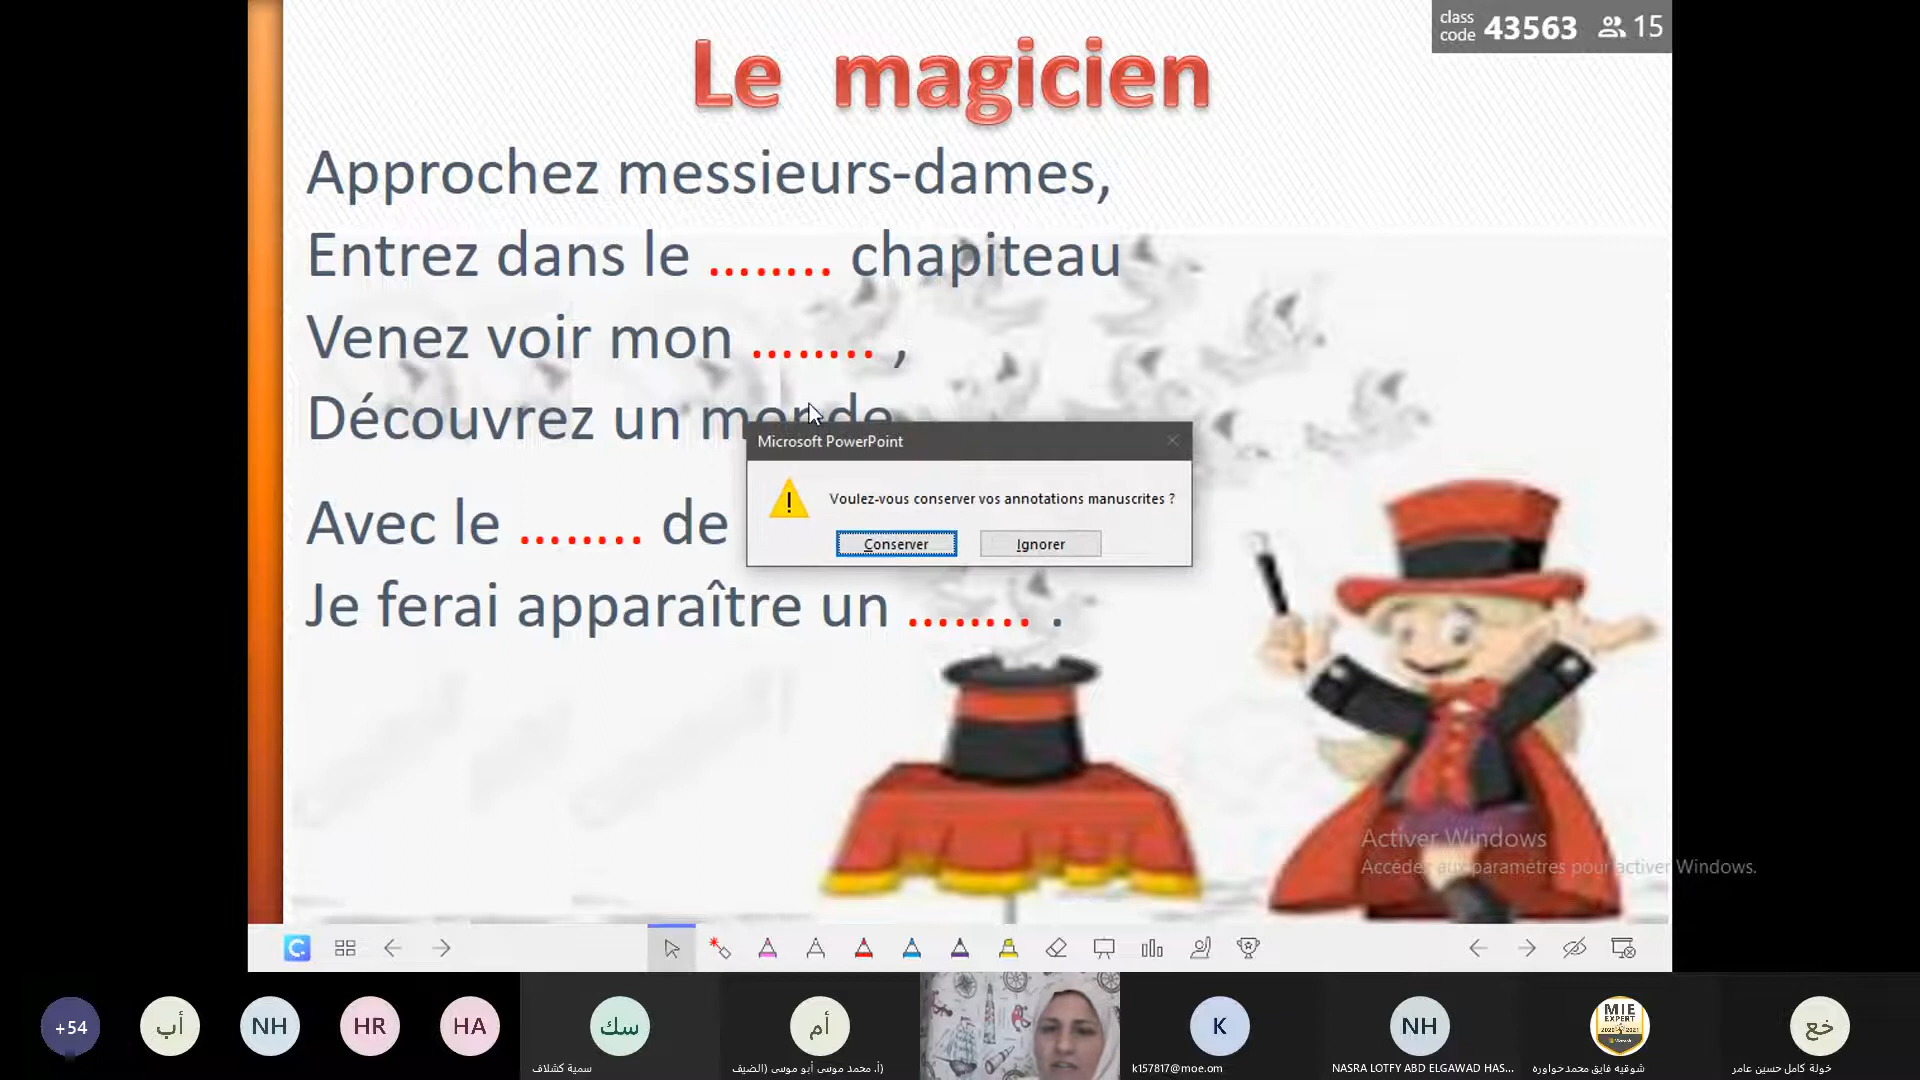 class code 43563 15
Le magicien
Approchez messieurs-dames,
Entrez dans le ........ chapiteau
Venez voir mon ........ ,
Découvrez un monde
Avec le ........ de
Je ferai apparaître un ........ .
Microsoft PowerPoint
Voulez-vous conserver vos annotations manuscrites ?
Conserver Ignorer
Activer Windows
Accédez aux paramètres pour activer Windows.
+54 أب NH HR HA سك أم K NH MIE EXPERT 2020-2021 خع
سمية كشلاف
أ. محمد موسى أبو موسى (الضيف)
k157817@moe.om
NASRA LOTFY ABD ELGAWAD HAS...
شوقيه فايق محمدحواوره
خولة كامل حسين عامر